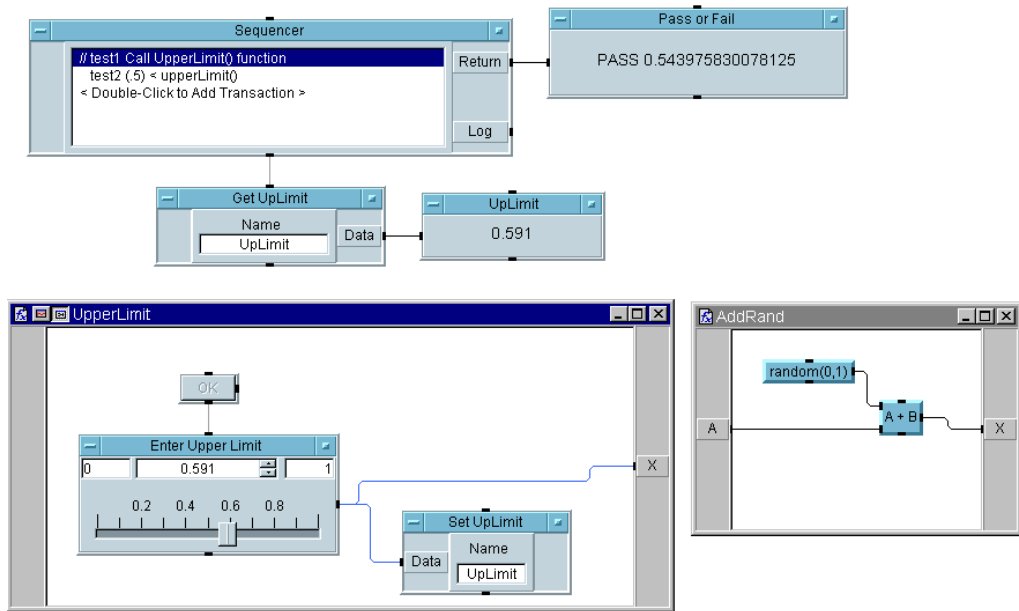 Sequencer
// test1 Call UpperLimit() function
test2 (.5) < upperLimit()
< Double-Click to Add Transaction >
Return
Log
Pass or Fail
PASS 0.543975830078125
Get UpLimit
Name
UpLimit
Data
UpLimit
0.591
UpperLimit
OK
Enter Upper Limit
0 0.591 1
0.2 0.4 0.6 0.8
X
Set UpLimit
Data
Name
UpLimit
AddRand
random(0,1)
A + B
A
X